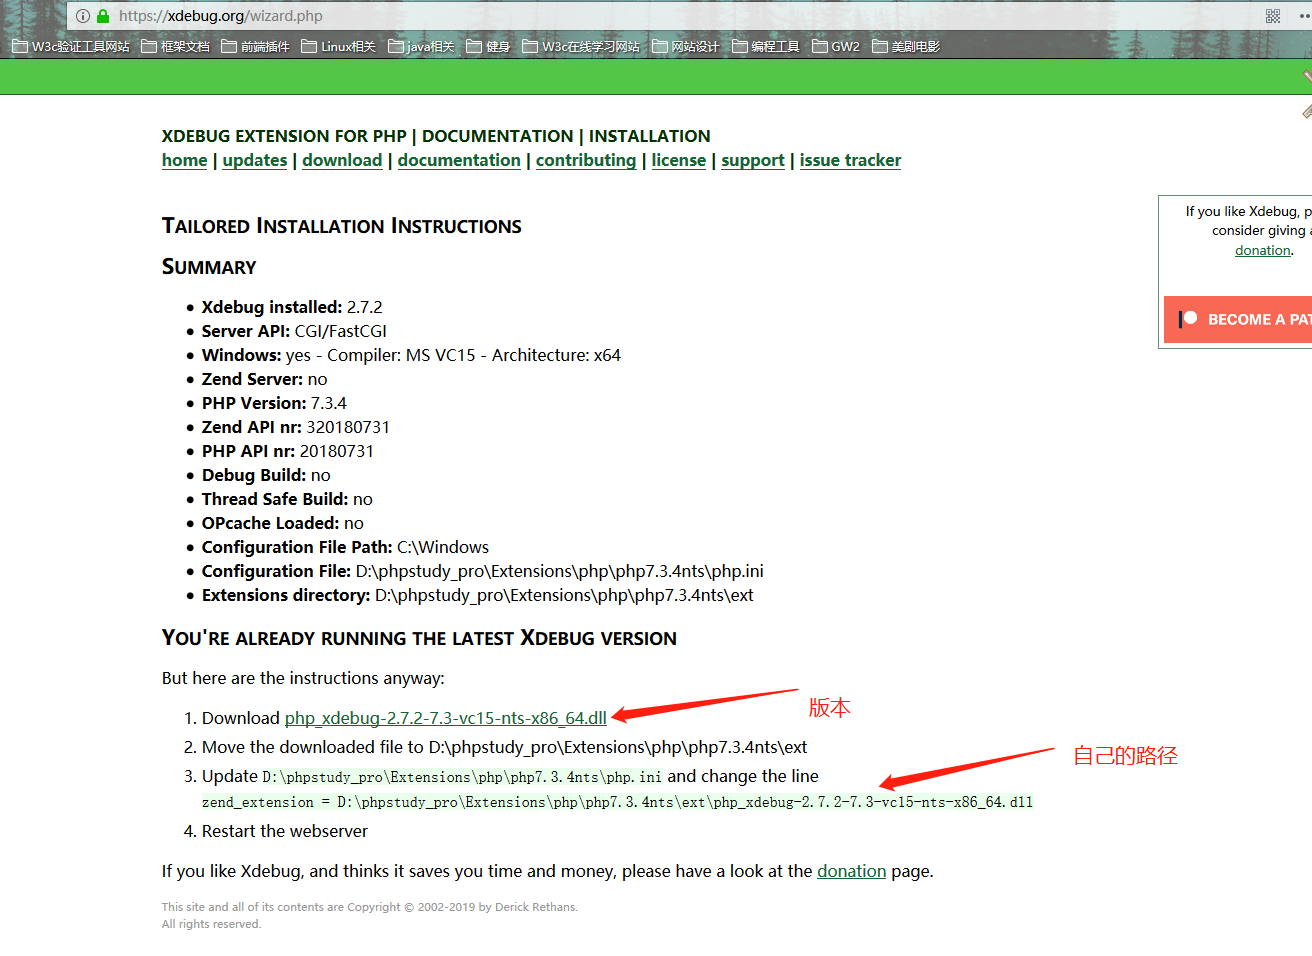 https://xdebug.org/wizard.php
W3c验证工具网站 框架文档 前端插件 Linux相关 java相关 健身 W3c在线学习网站 网站设计 编程工具 GW2 美剧电影
XDEBUG EXTENSION FOR PHP | DOCUMENTATION | INSTALLATION
home | updates | download | documentation | contributing | license | support | issue tracker
If you like Xdebug, p
consider giving a
donation.
BECOME A PAT
TAILORED INSTALLATION INSTRUCTIONS
SUMMARY
Xdebug installed: 2.7.2
Server API: CGI/FastCGI
Windows: yes - Compiler: MS VC15 - Architecture: x64
Zend Server: no
PHP Version: 7.3.4
Zend API nr: 320180731
PHP API nr: 20180731
Debug Build: no
Thread Safe Build: no
OPcache Loaded: no
Configuration File Path: C:\Windows
Configuration File: D:\phpstudy_pro\Extensions\php\php7.3.4nts\php.ini
Extensions directory: D:\phpstudy_pro\Extensions\php\php7.3.4nts\ext
YOU'RE ALREADY RUNNING THE LATEST XDEBUG VERSION
But here are the instructions anyway:
1. Download php_xdebug-2.7.2-7.3-vc15-nts-x86_64.dll
版本
2. Move the downloaded file to D:\phpstudy_pro\Extensions\php\php7.3.4nts\ext
自己的路径
3. Update D:\phpstudy_pro\Extensions\php\php7.3.4nts\php.ini and change the line
zend_extension = D:\phpstudy_pro\Extensions\php\php7.3.4nts\ext\php_xdebug-2.7.2-7.3-vc15-nts-x86_64.dll
4. Restart the webserver
If you like Xdebug, and thinks it saves you time and money, please have a look at the donation page.
This site and all of its contents are Copyright © 2002-2019 by Derick Rethans.
All rights reserved.